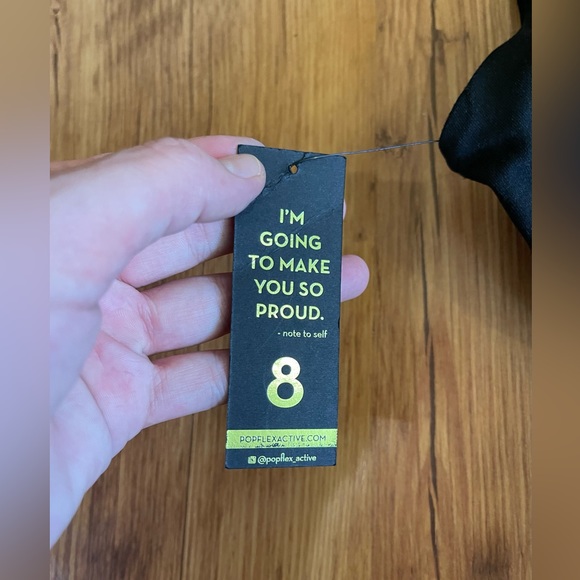 I'M
GOING
TO MAKE
YOU SO
PROUD.
- note to self
8
POPFLEXACTIVE.COM
@popflex_active